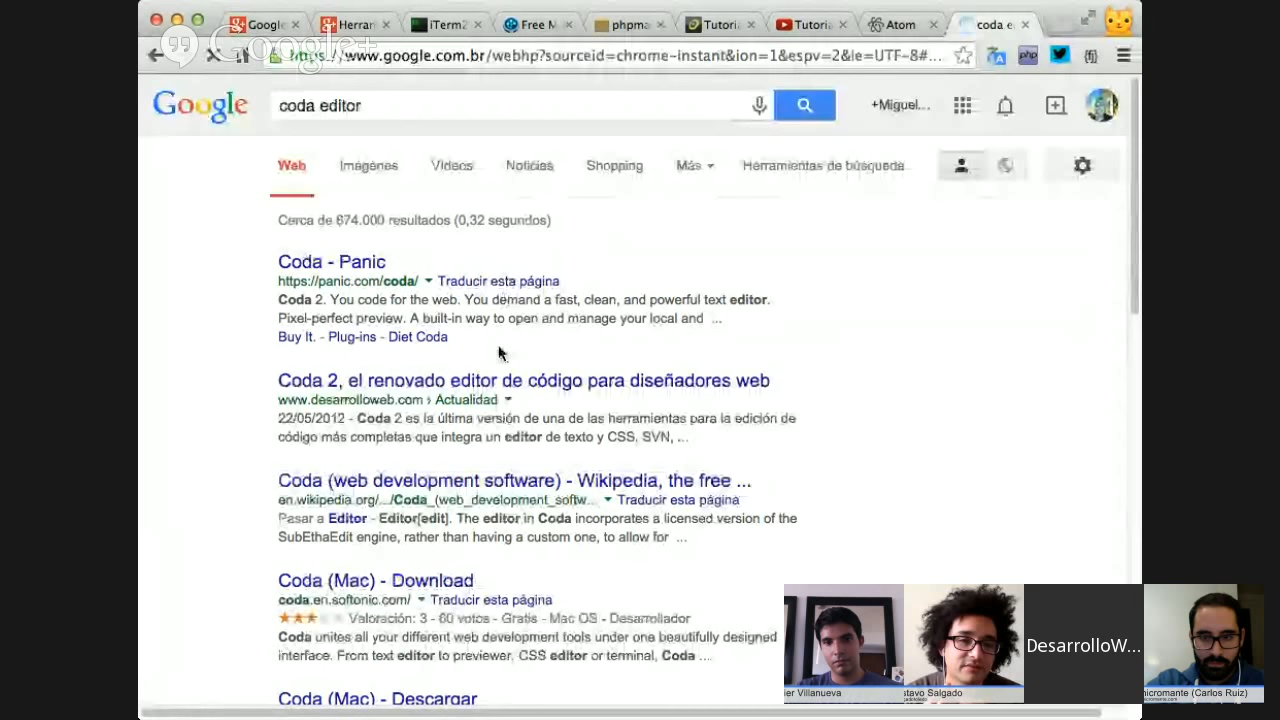 Google
Herran
iTerm2
Free M
phpma
Tutoria
Tutoria
Atom
coda e
Google+
https://www.google.com.br/webhp?sourceid=chrome-instant&ion=1&espv=2&ie=UTF-8#...
php
Google
coda editor
+Miguel...
Web
Imágenes
Vídeos
Noticias
Shopping
Más
Herramientas de búsqueda
Cerca de 674.000 resultados (0,32 segundos)
Coda - Panic
https://panic.com/coda/ Traducir esta página
Coda 2. You code for the web. You demand a fast, clean, and powerful text editor.
Pixel-perfect preview. A built-in way to open and manage your local and ...
Buy It. - Plug-ins - Diet Coda
Coda 2, el renovado editor de código para diseñadores web
www.desarrolloweb.com › Actualidad
22/05/2012 - Coda 2 es la última versión de una de las herramientas para la edición de
código más completas que integra un editor de texto y CSS, SVN, ...
Coda (web development software) - Wikipedia, the free ...
en.wikipedia.org/.../Coda_(web_development_softw... Traducir esta página
Pasar a Editor - Editor[edit]. The editor in Coda incorporates a licensed version of the
SubEthaEdit engine, rather than having a custom one, to allow for ...
Coda (Mac) - Download
coda.en.softonic.com/ Traducir esta página
Valoración: 3 - 60 votos - Gratis - Mac OS - Desarrollador
Coda unites all your different web development tools under one beautifully designed
interface. From text editor to previewer, CSS editor or terminal, Coda ...
Coda (Mac) - Descargar
ier Villanueva
stavo Salgado
DesarrolloW...
nicromante (Carlos Ruiz)